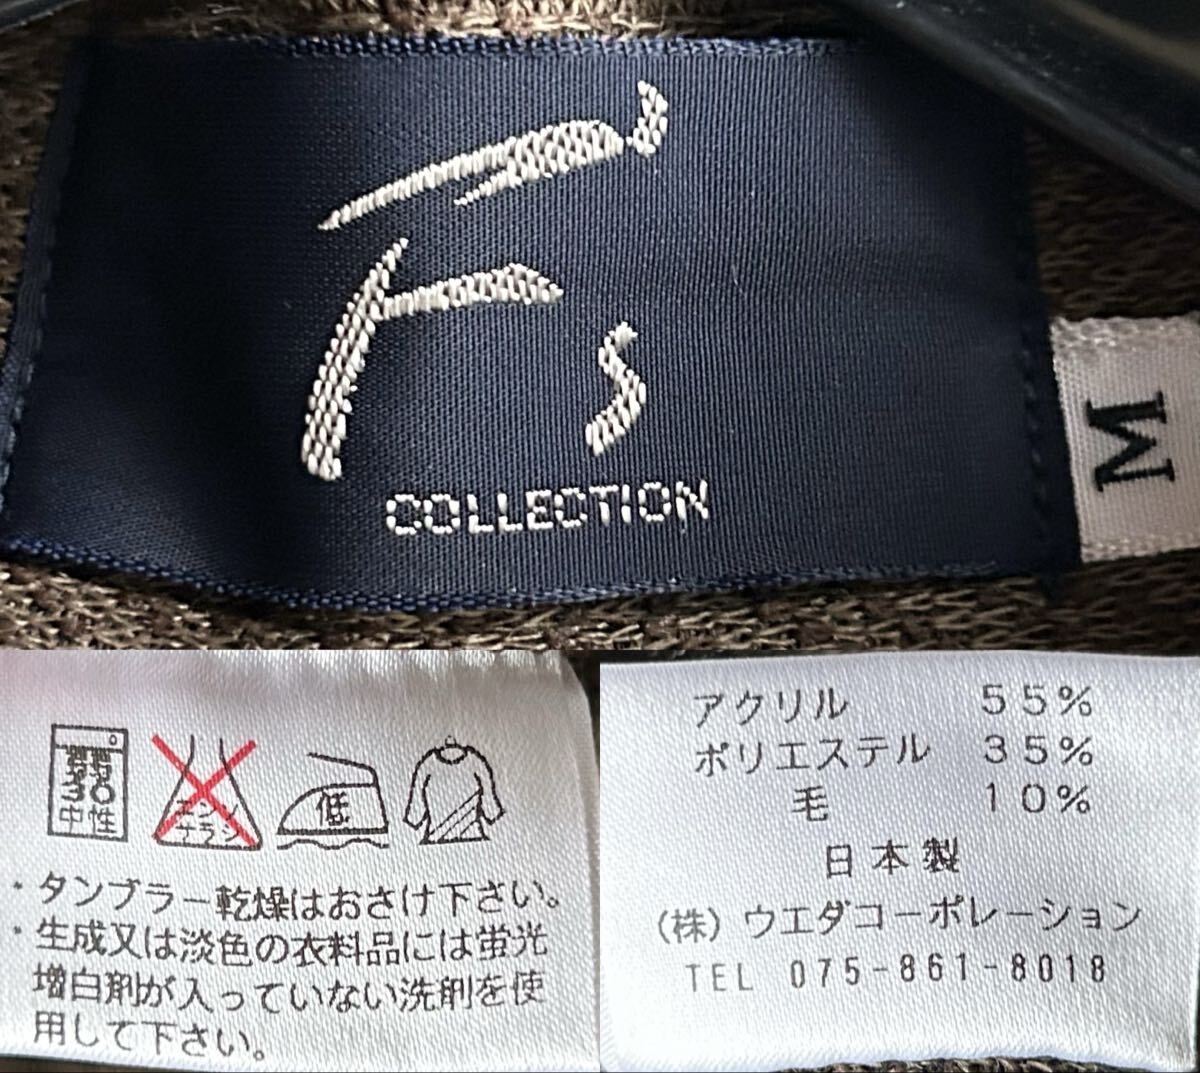 F's
COLLECTION
M
30
中性
エンソ
サラシ
低
・タンブラー乾燥はおさけ下さい。
・生成又は淡色の衣料品には蛍光
増白剤が入っていない洗剤を使
用して下さい。
アクリル 55%
ポリエステル 35%
毛 10%
日本製
(株)ウエダコーポレーション
TEL 075-861-8018